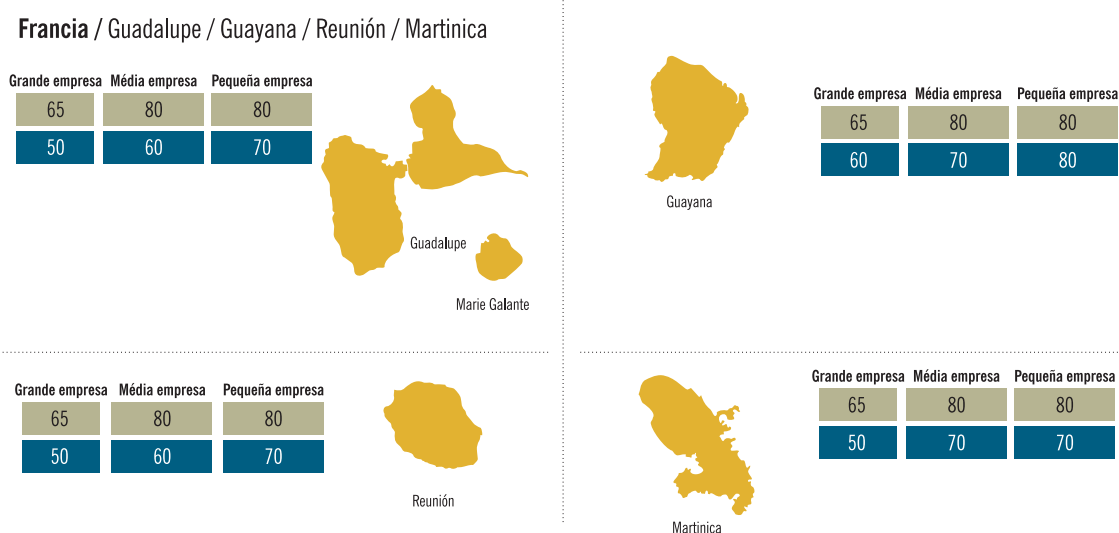 Francia / Guadalupe / Guayana / Reunión / Martinica
Grande empresa Média empresa Pequeña empresa
65 80 80
50 60 70
Guadalupe
Marie Galante
Grande empresa Média empresa Pequeña empresa
65 80 80
60 70 80
Guayana
Grande empresa Média empresa Pequeña empresa
65 80 80
50 60 70
Reunión
Grande empresa Média empresa Pequeña empresa
65 80 80
50 70 70
Martinica